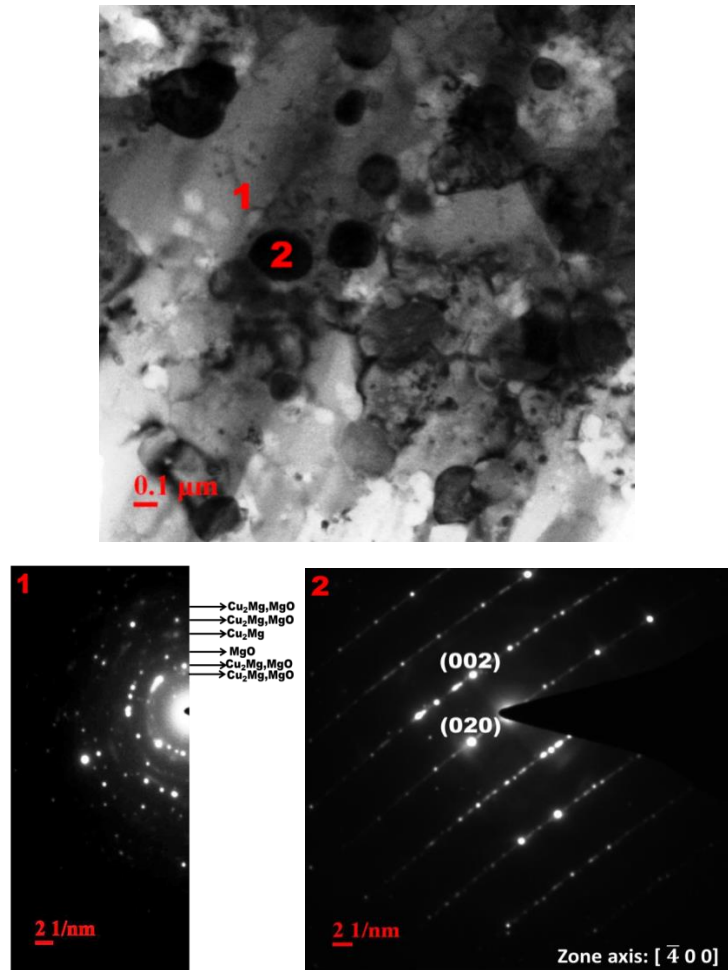 1
2
0.1 μm
1
Cu₂Mg,MgO
Cu₂Mg,MgO
Cu₂Mg
MgO
Cu₂Mg,MgO
Cu₂Mg,MgO
2 1/nm
2
(002)
(020)
2 1/nm
Zone axis: [ 4̅ 0 0]